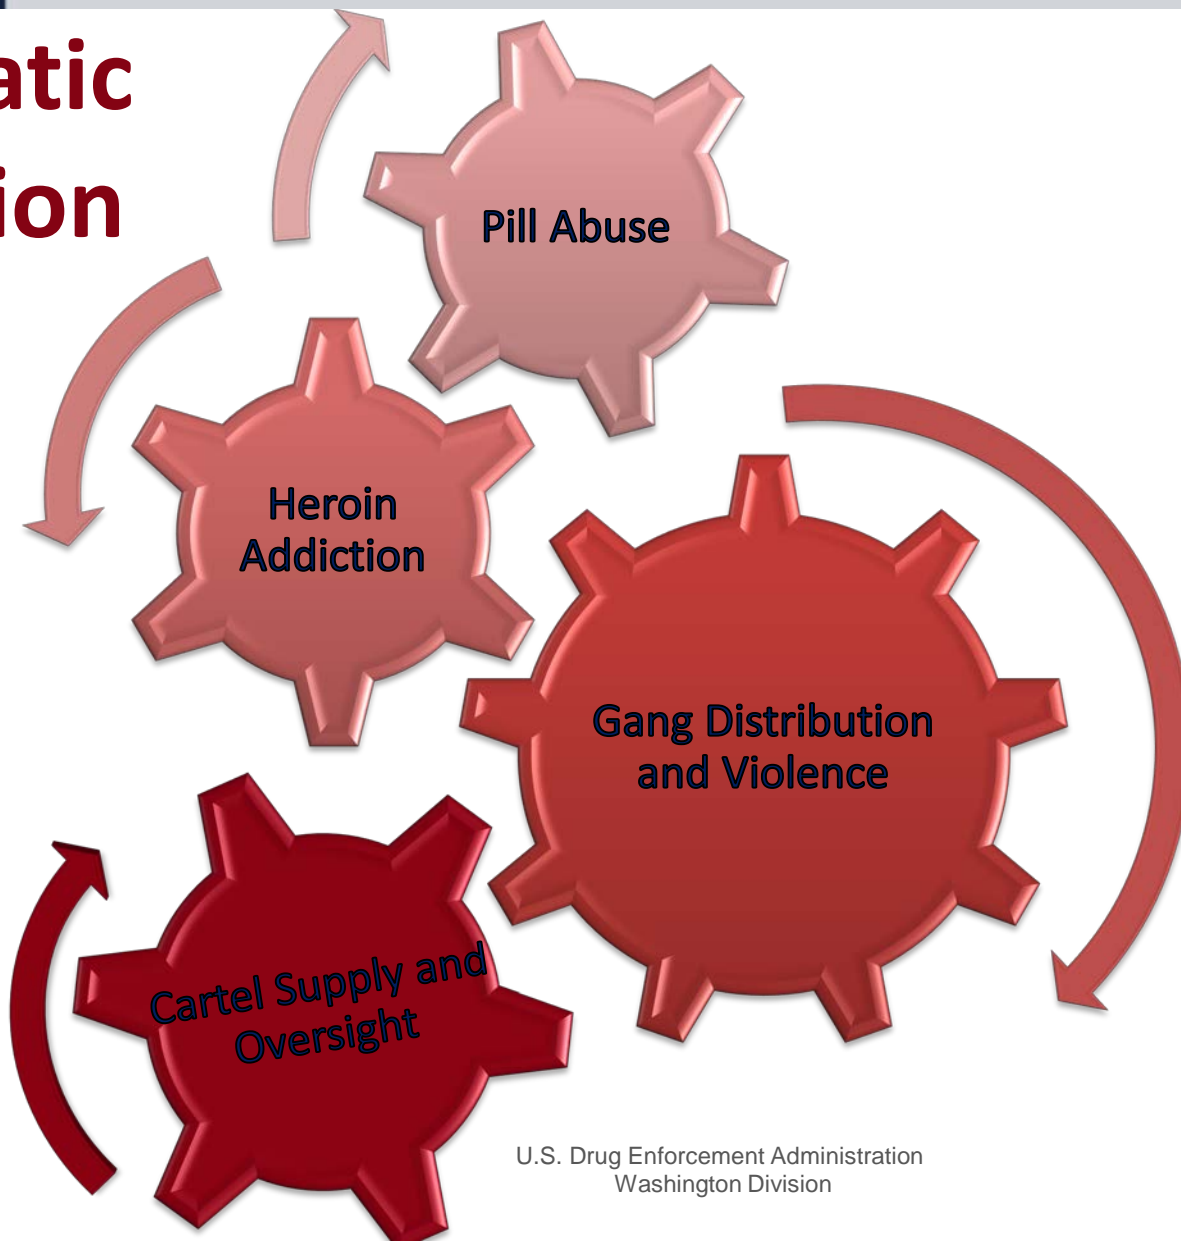 atic
ion
Pill Abuse
Heroin
Addiction
Gang Distribution
and Violence
Cartel Supply and
Oversight
U.S. Drug Enforcement Administration
Washington Division